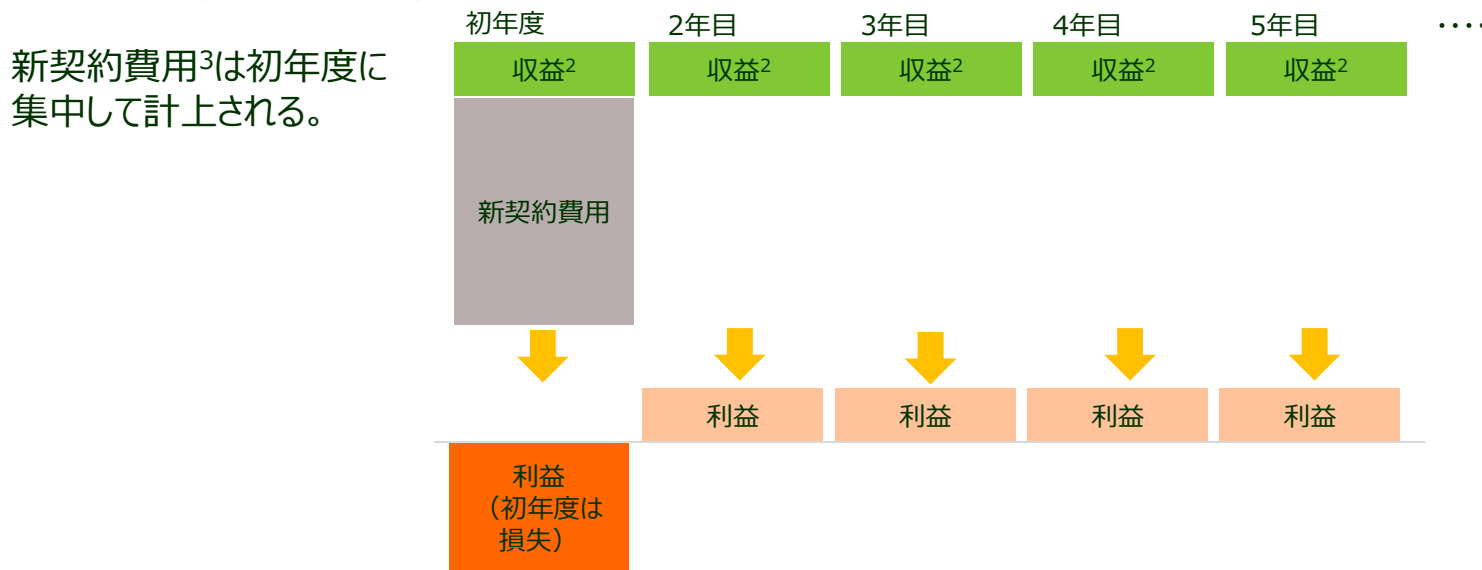 新契約費用3は初年度に
集中して計上される。
初年度 2年目 3年目 4年目 5年目 ‥‥
収益2 収益2 収益2 収益2 収益2
新契約費用
利益 利益 利益 利益
利益
（初年度は
損失）